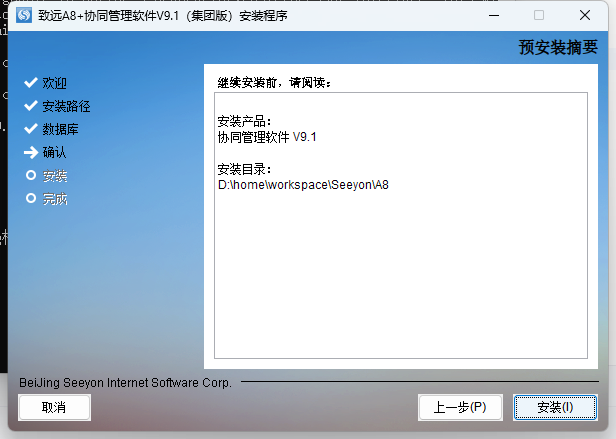 致远A8+协同管理软件V9.1（集团版）安装程序
预安装摘要
欢迎
安装路径
数据库
确认
安装
完成
继续安装前，请阅读：
安装产品：
协同管理软件 V9.1
安装目录：
D:\home\workspace\Seeyon\A8
BeiJing Seeyon Internet Software Corp.
取消
上一步(P)
安装(I)